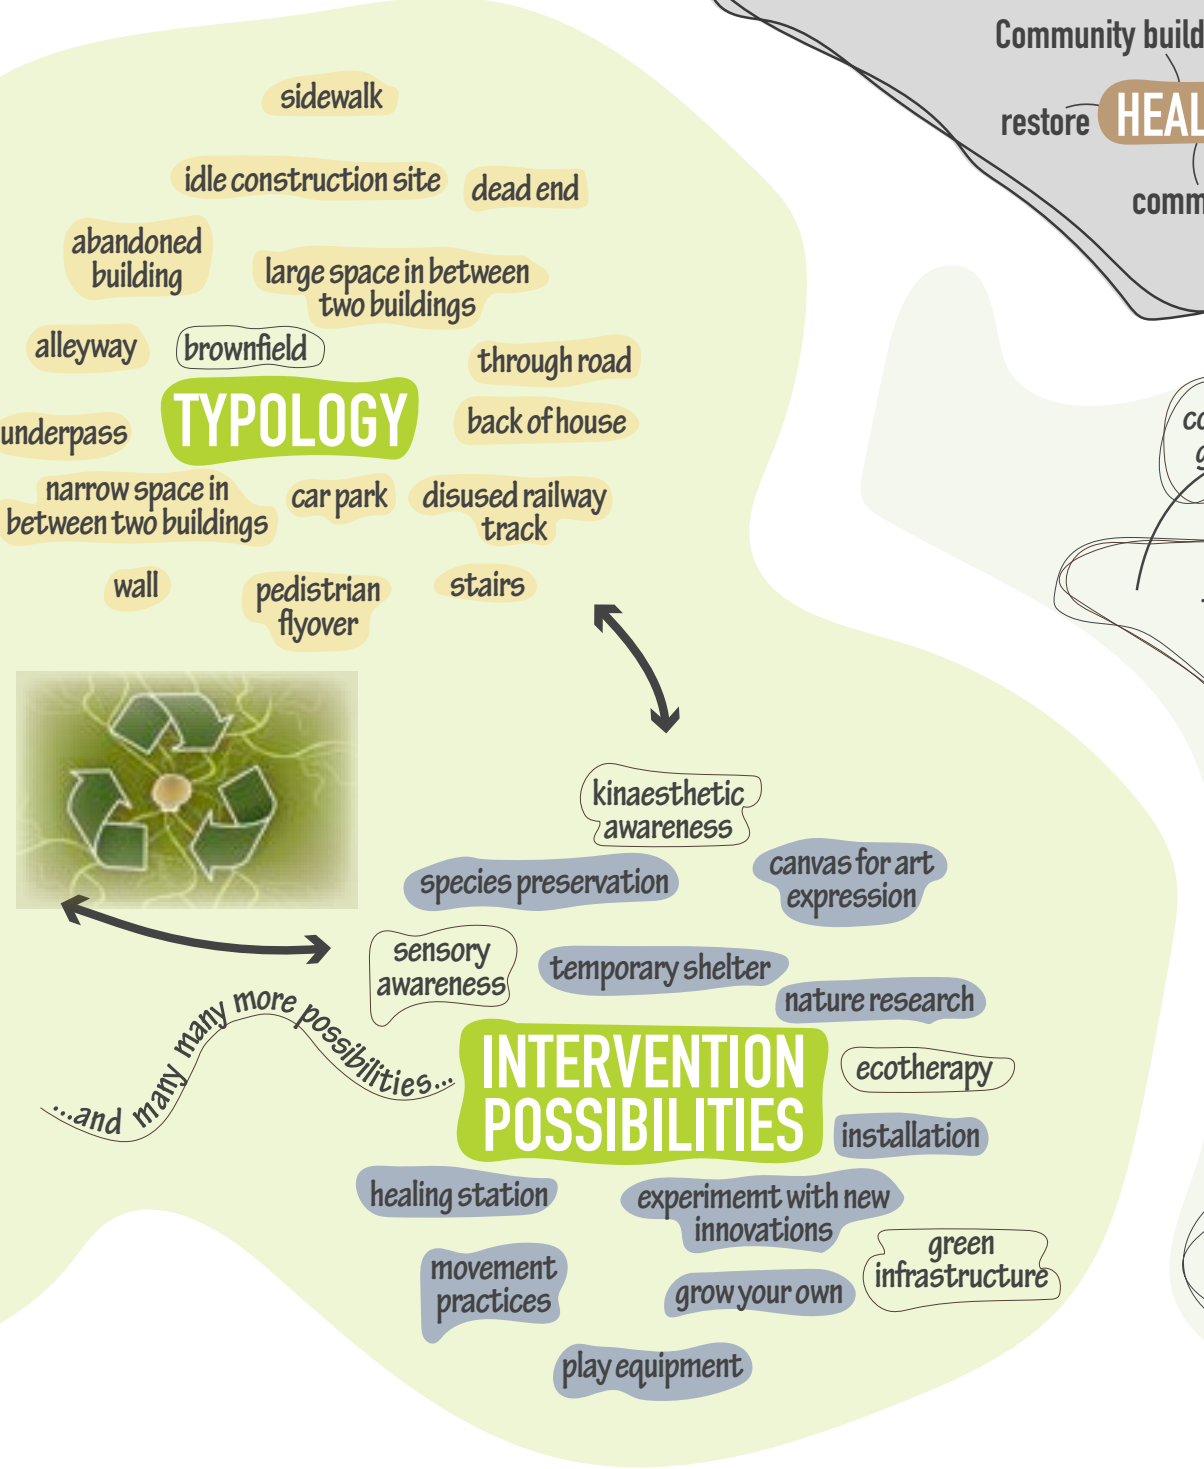 Community build
restore
HEAL
comm
sidewalk
idle construction site
dead end
abandoned
building
large space in between
two buildings
alleyway
brownfield
through road
TYPOLOGY
back of house
underpass
narrow space in
between two buildings
car park
disused railway
track
wall
pedistrian
flyover
stairs
kinaesthetic
awareness
species preservation
canvas for art
expression
sensory
awareness
temporary shelter
nature research
...and many many more possibilities...
INTERVENTION
POSSIBILITIES
ecotherapy
installation
healing station
experimemt with new
innovations
green
infrastructure
movement
practices
grow your own
play equipment